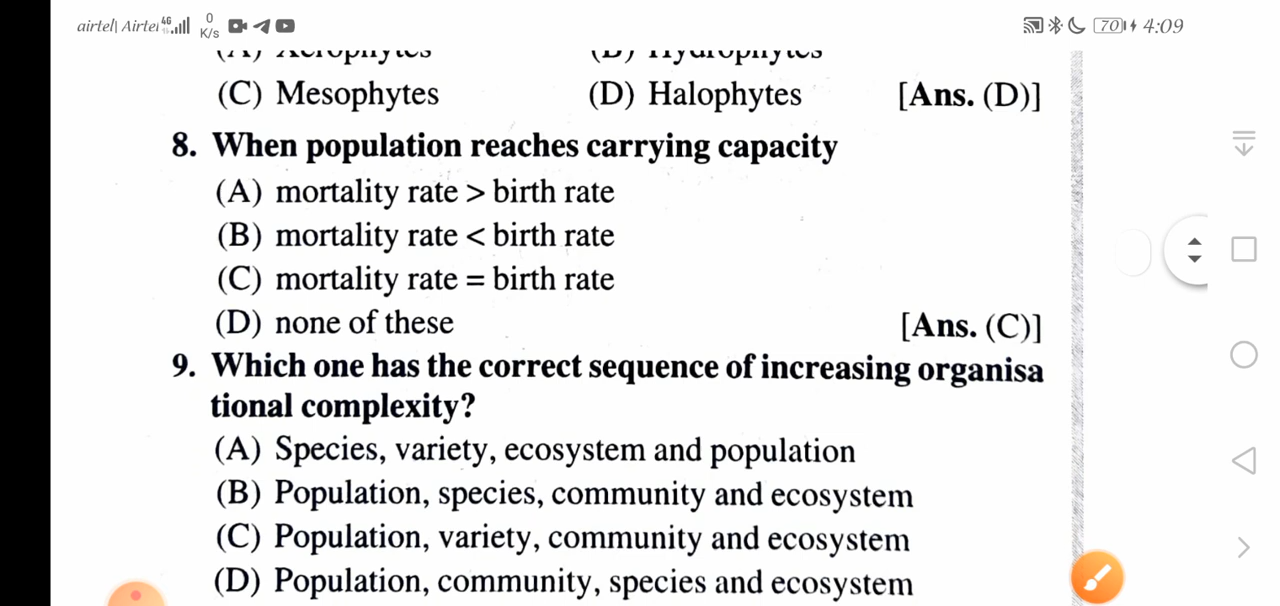 airtel| Airtel 4G 0 K/s 70 4:09
(A) Xerophytes (B) Hydrophytes
(C) Mesophytes (D) Halophytes [Ans. (D)]
8. When population reaches carrying capacity
(A) mortality rate > birth rate
(B) mortality rate < birth rate
(C) mortality rate = birth rate
(D) none of these [Ans. (C)]
9. Which one has the correct sequence of increasing organisa
tional complexity?
(A) Species, variety, ecosystem and population
(B) Population, species, community and ecosystem
(C) Population, variety, community and ecosystem
(D) Population, community, species and ecosystem